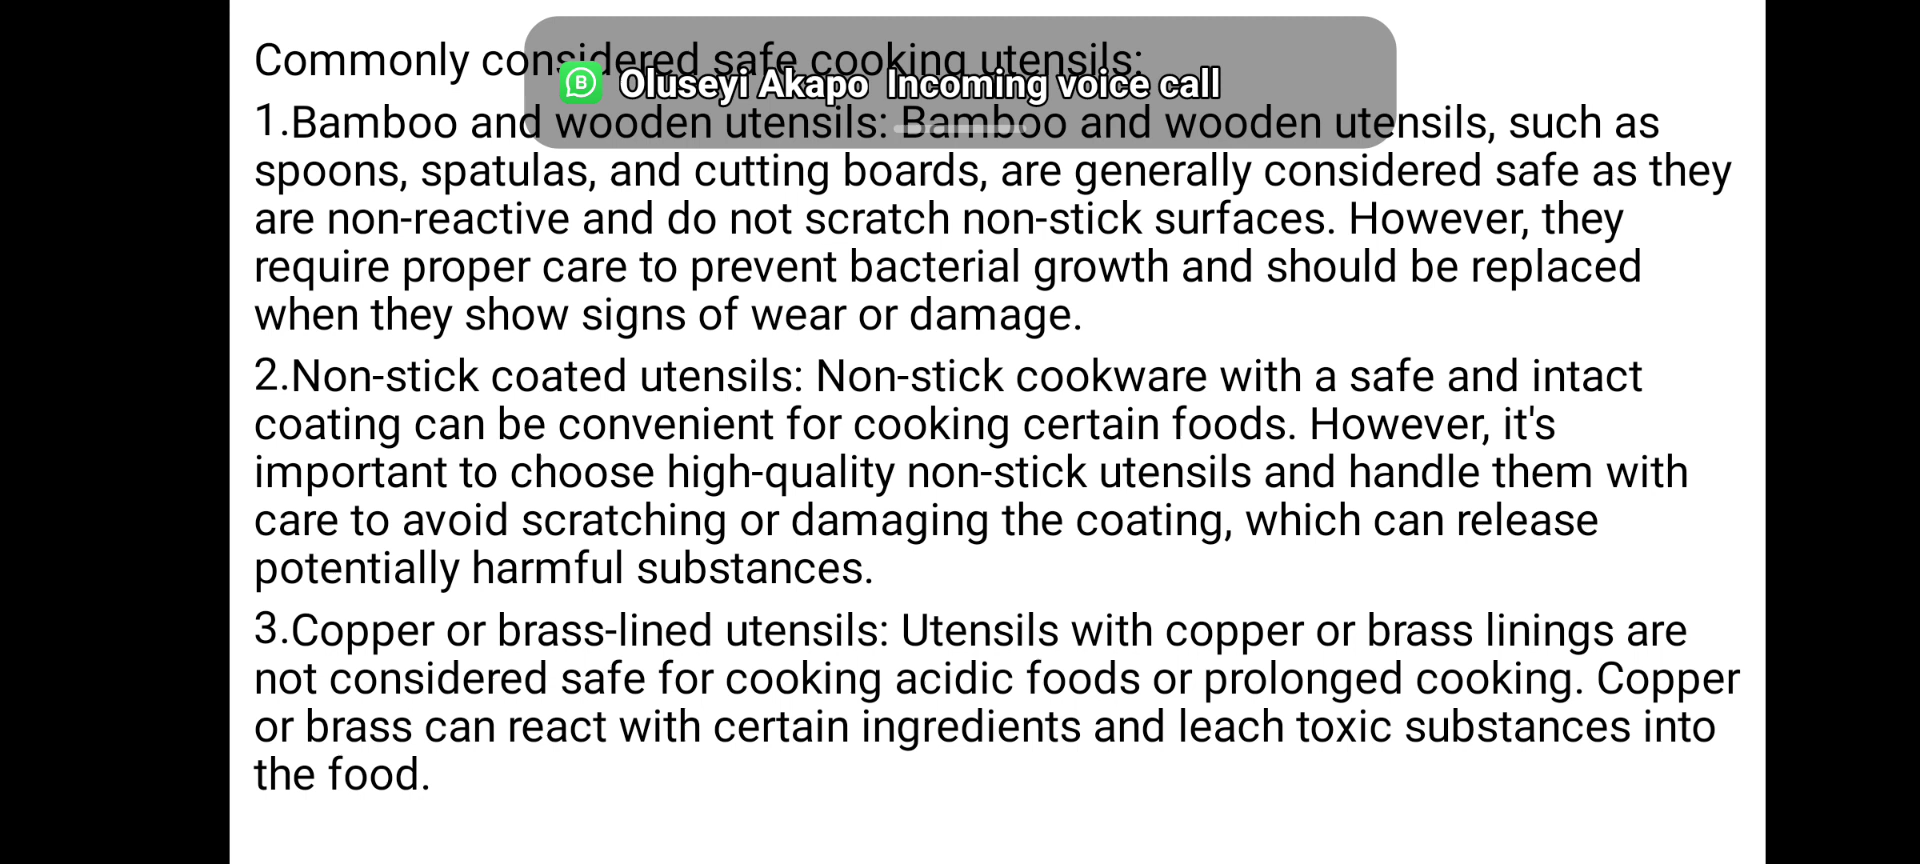 Commonly considered safe cooking utensils:
Oluseyi Akapo Incoming voice call
1.Bamboo and wooden utensils: Bamboo and wooden utensils, such as
spoons, spatulas, and cutting boards, are generally considered safe as they
are non-reactive and do not scratch non-stick surfaces. However, they
require proper care to prevent bacterial growth and should be replaced
when they show signs of wear or damage.
2.Non-stick coated utensils: Non-stick cookware with a safe and intact
coating can be convenient for cooking certain foods. However, it's
important to choose high-quality non-stick utensils and handle them with
care to avoid scratching or damaging the coating, which can release
potentially harmful substances.
3.Copper or brass-lined utensils: Utensils with copper or brass linings are
not considered safe for cooking acidic foods or prolonged cooking. Copper
or brass can react with certain ingredients and leach toxic substances into
the food.